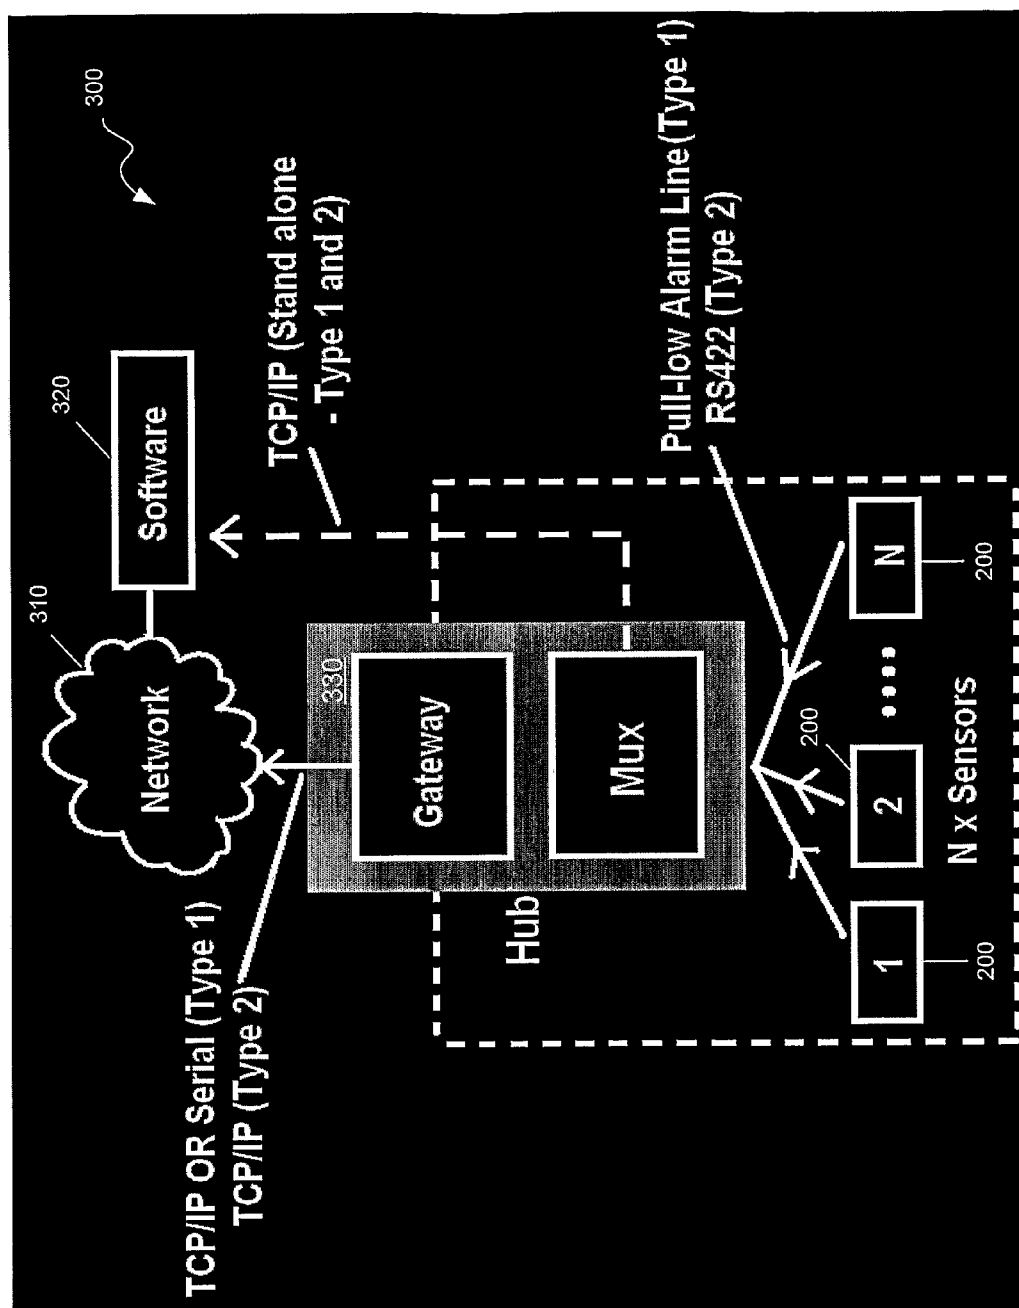 300
Network
310
Software
320
TCP/IP (Stand alone
- Type 1 and 2)
TCP/IP OR Serial (Type 1)
TCP/IP (Type 2)
330
Gateway
Mux
Hub
Pull-low Alarm Line (Type 1)
RS422 (Type 2)
1
200
2
200
N
200
N x Sensors